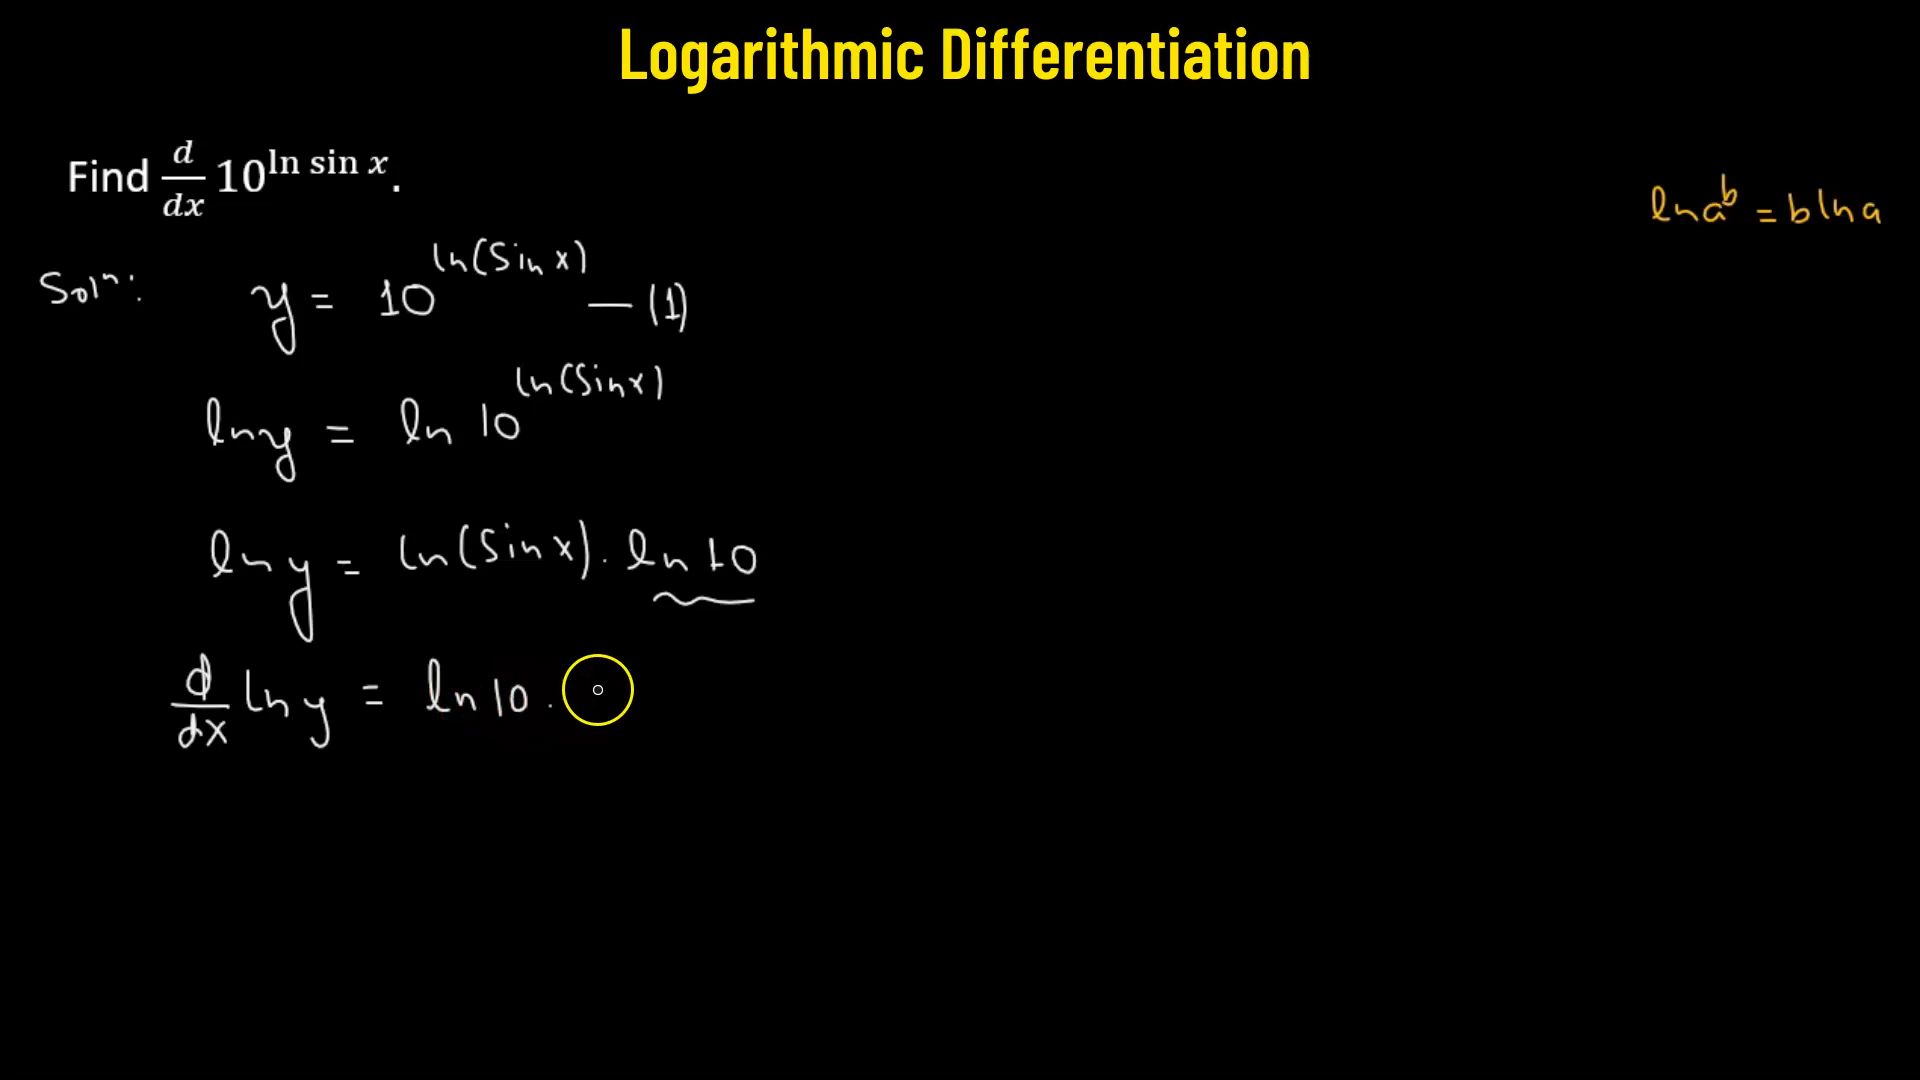 Logarithmic Differentiation
Find d/dx 10^(ln sin x).
ln a^b = b ln a
Soln: y = 10^(ln(Sin x)) — (1)
ln y = ln 10^(ln(Sin x))
ln y = ln(Sin x) . ln 10
d/dx ln y = ln 10 .